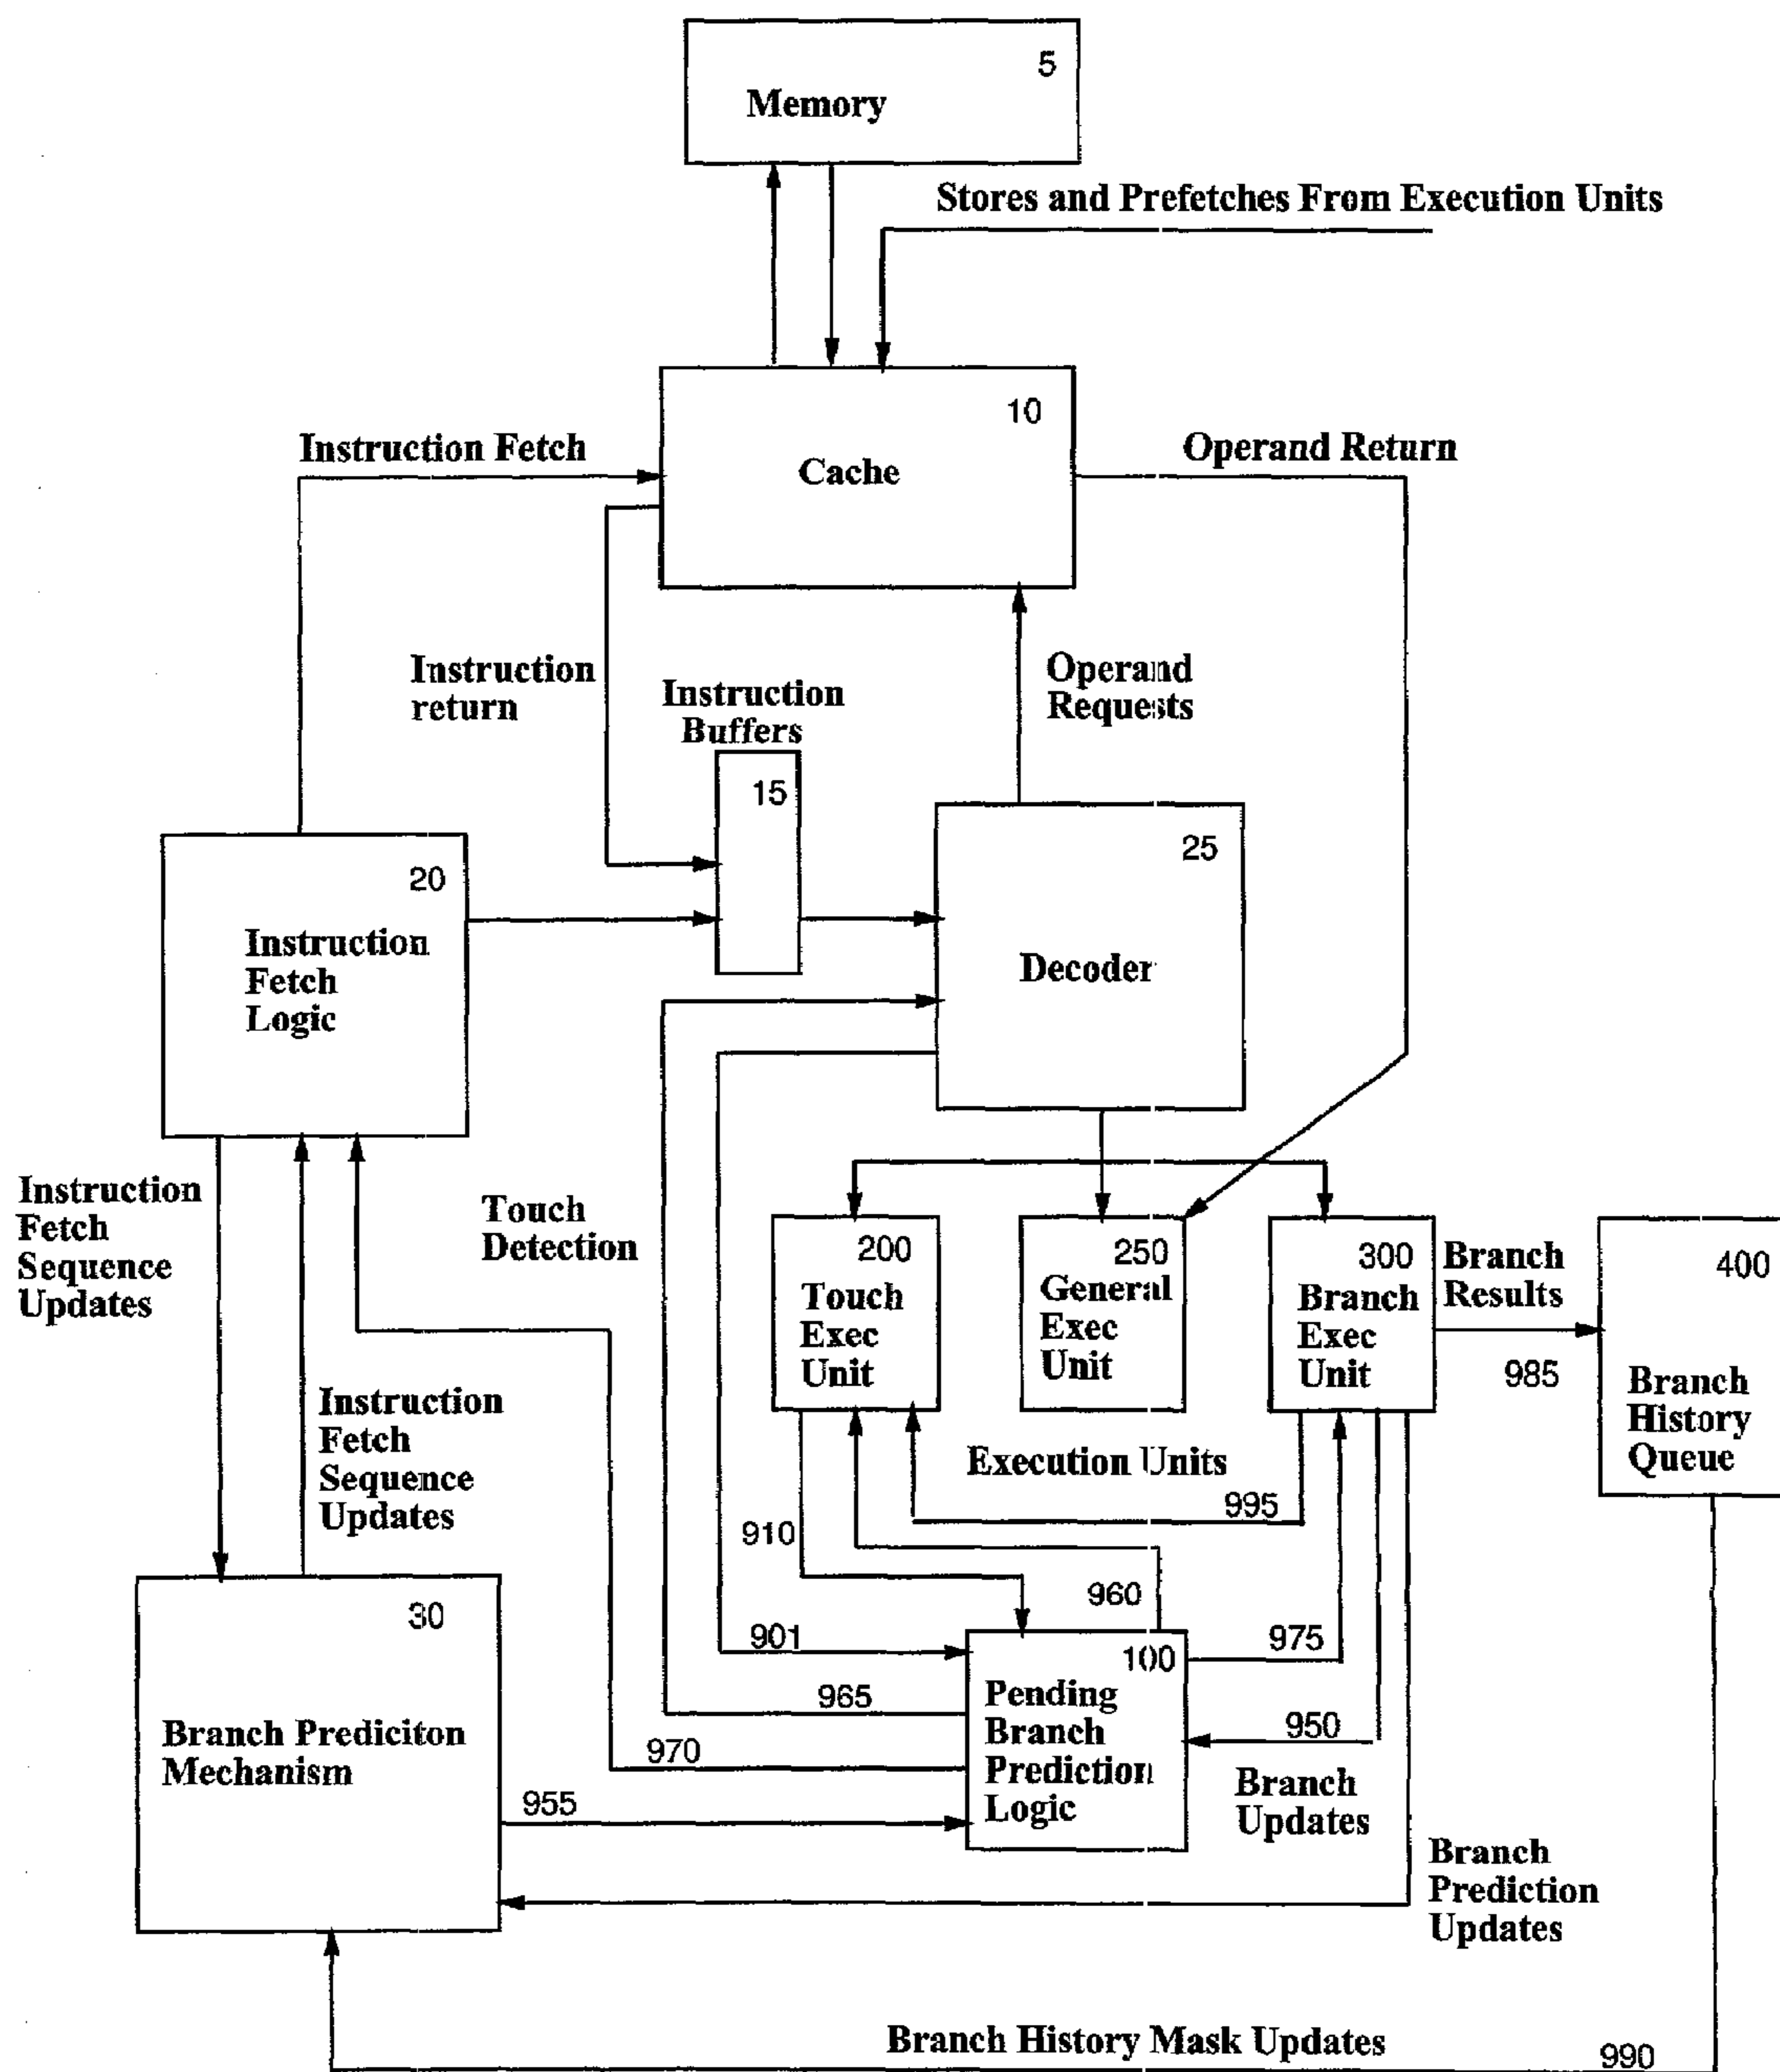 5
Memory
Stores and Prefetches From Execution Units
10
Instruction Fetch
Operand Return
Cache
Instruction
return
Operand
Requests
Instruction
Buffers
15
25
20
Instruction
Fetch
Logic
Decoder
Instruction
Fetch
Sequence
Updates
Touch
Detection
200
Touch
Exec
Unit
250
General
Exec
Unit
300
Branch
Exec
Unit
Branch
Results
985
400
Branch
History
Queue
Instruction
Fetch
Sequence
Updates
Execution Units
995
910
960
30
901
100
975
Pending
Branch
Prediction
Logic
965
950
Branch Prediciton
Mechanism
970
955
Branch
Updates
Branch
Prediction
Updates
Branch History Mask Updates
990